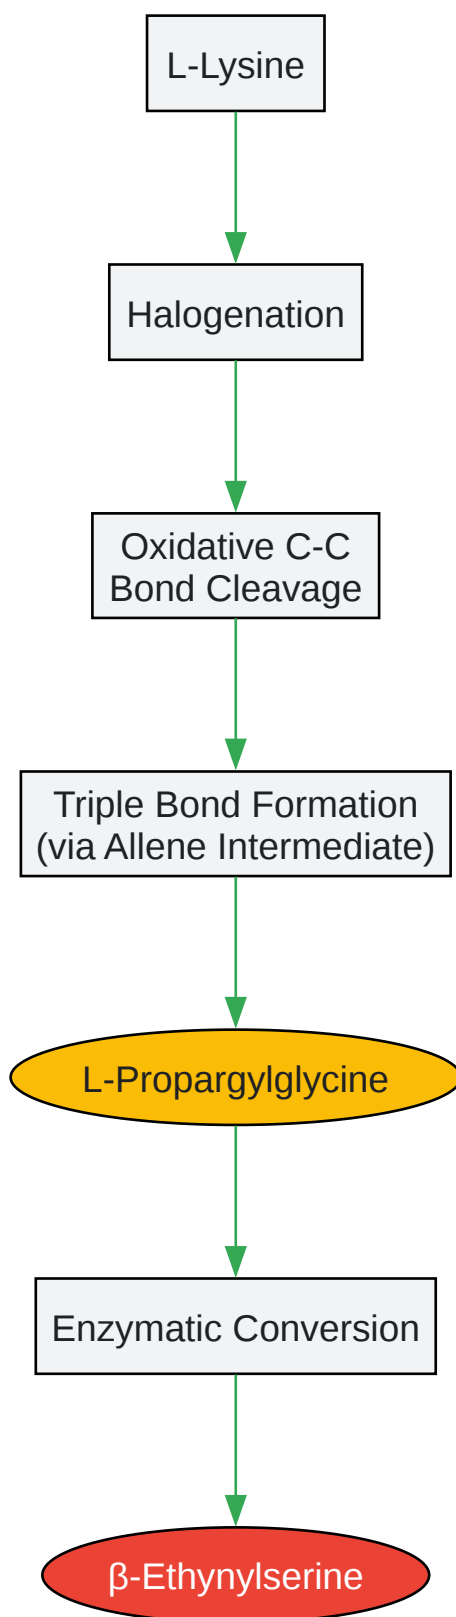 L-Lysine
Halogenation
Oxidative C-C
Bond Cleavage
Triple Bond Formation
(via Allene Intermediate)
L-Propargylglycine
Enzymatic Conversion
β-Ethynylserine